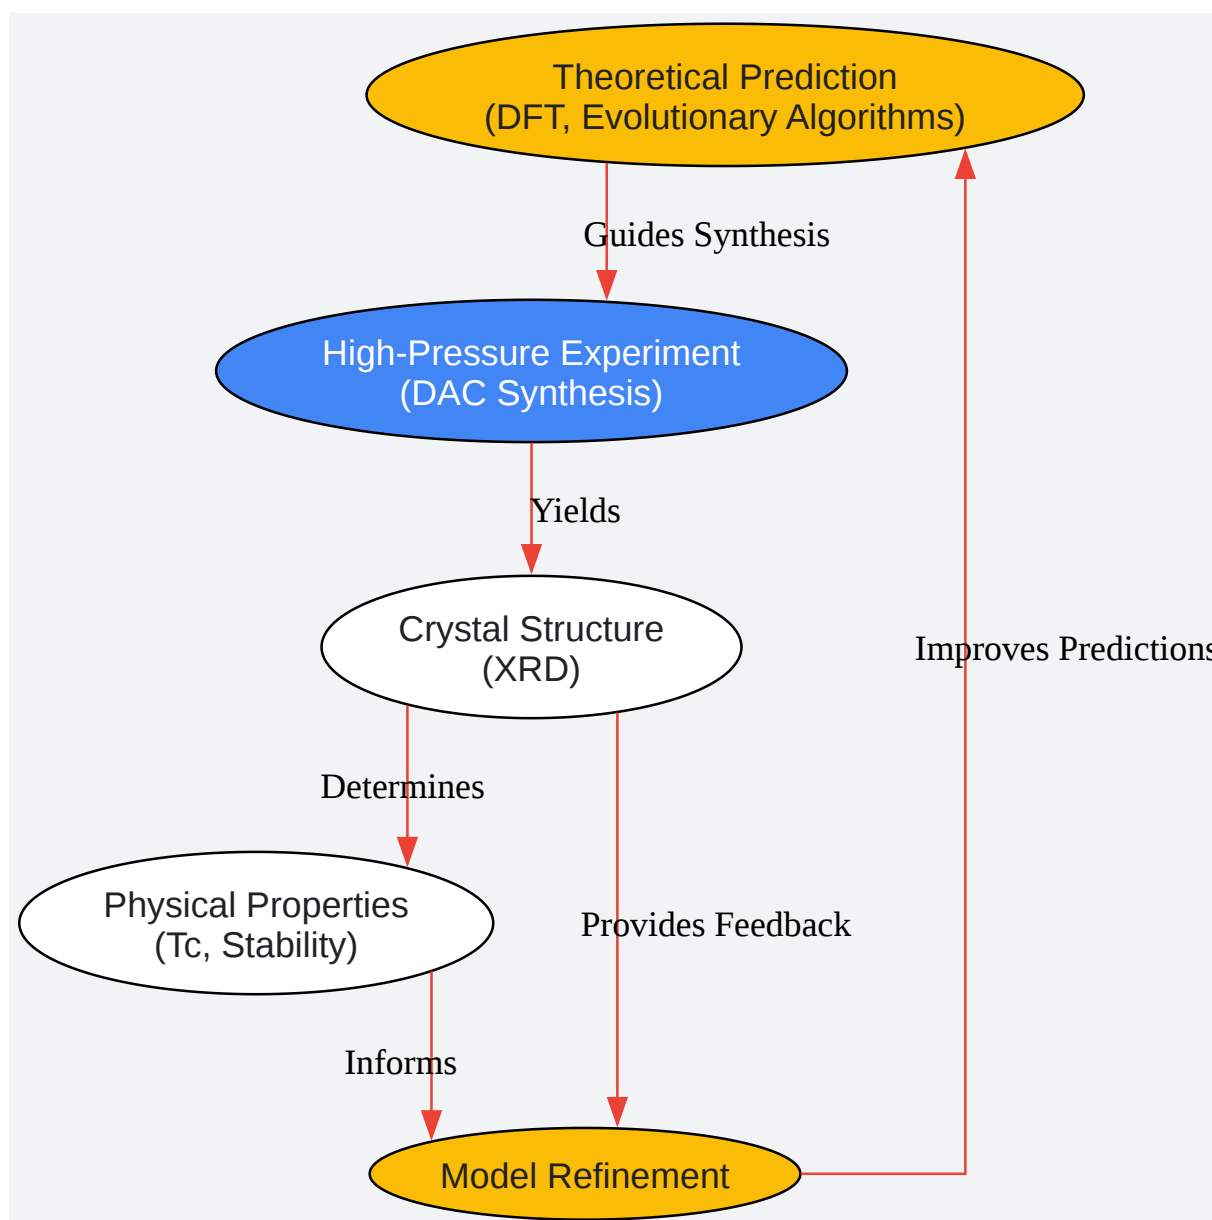 Theoretical Prediction
(DFT, Evolutionary Algorithms)
Guides Synthesis
High-Pressure Experiment
(DAC Synthesis)
Yields
Crystal Structure
(XRD)
Improves Predictions
Determines
Physical Properties
(Tc, Stability)
Provides Feedback
Informs
Model Refinement